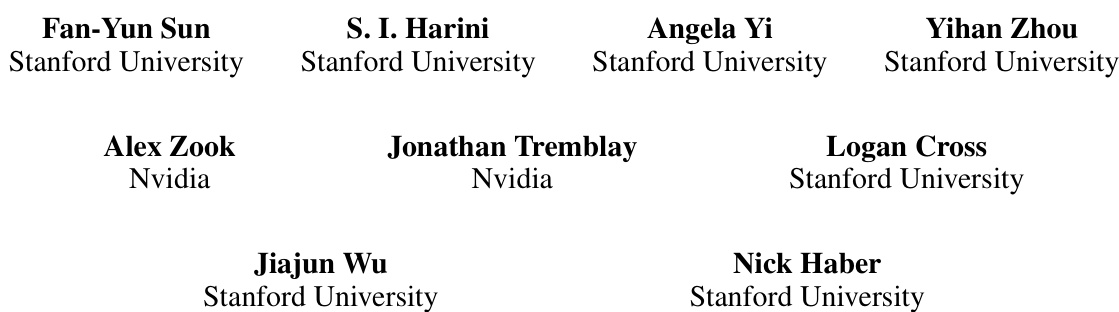 Fan-Yun Sun S. I. Harini Angela Yi Yihan Zhou
Stanford University Stanford University Stanford University Stanford University
Alex Zook Jonathan Tremblay Logan Cross
Nvidia Nvidia Stanford University
Jiajun Wu Nick Haber
Stanford University Stanford University